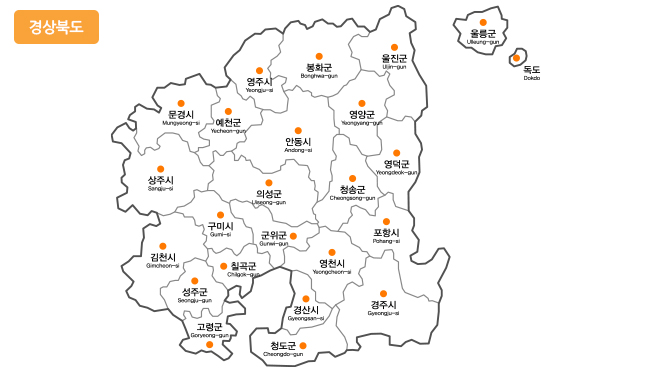 경상북도
울릉군
Ulleung-gun
독도
Dokdo
울진군
Uljin-gun
봉화군
Bonghwa-gun
영주시
Yeongju-si
문경시
Mungyeong-si
예천군
Yecheon-gun
영양군
Yeongyang-gun
안동시
Andong-si
영덕군
Yeongdeok-gun
상주시
Sangju-si
의성군
Uiseong-gun
청송군
Cheongsong-gun
구미시
Gumi-si
군위군
Gunwi-gun
포항시
Pohang-si
김천시
Gimcheon-si
칠곡군
Chilgok-gun
영천시
Yeongcheon-si
성주군
Seongju-gun
경산시
Gyeongsan-si
경주시
Gyeongju-si
고령군
Goryeong-gun
청도군
Cheongdo-gun